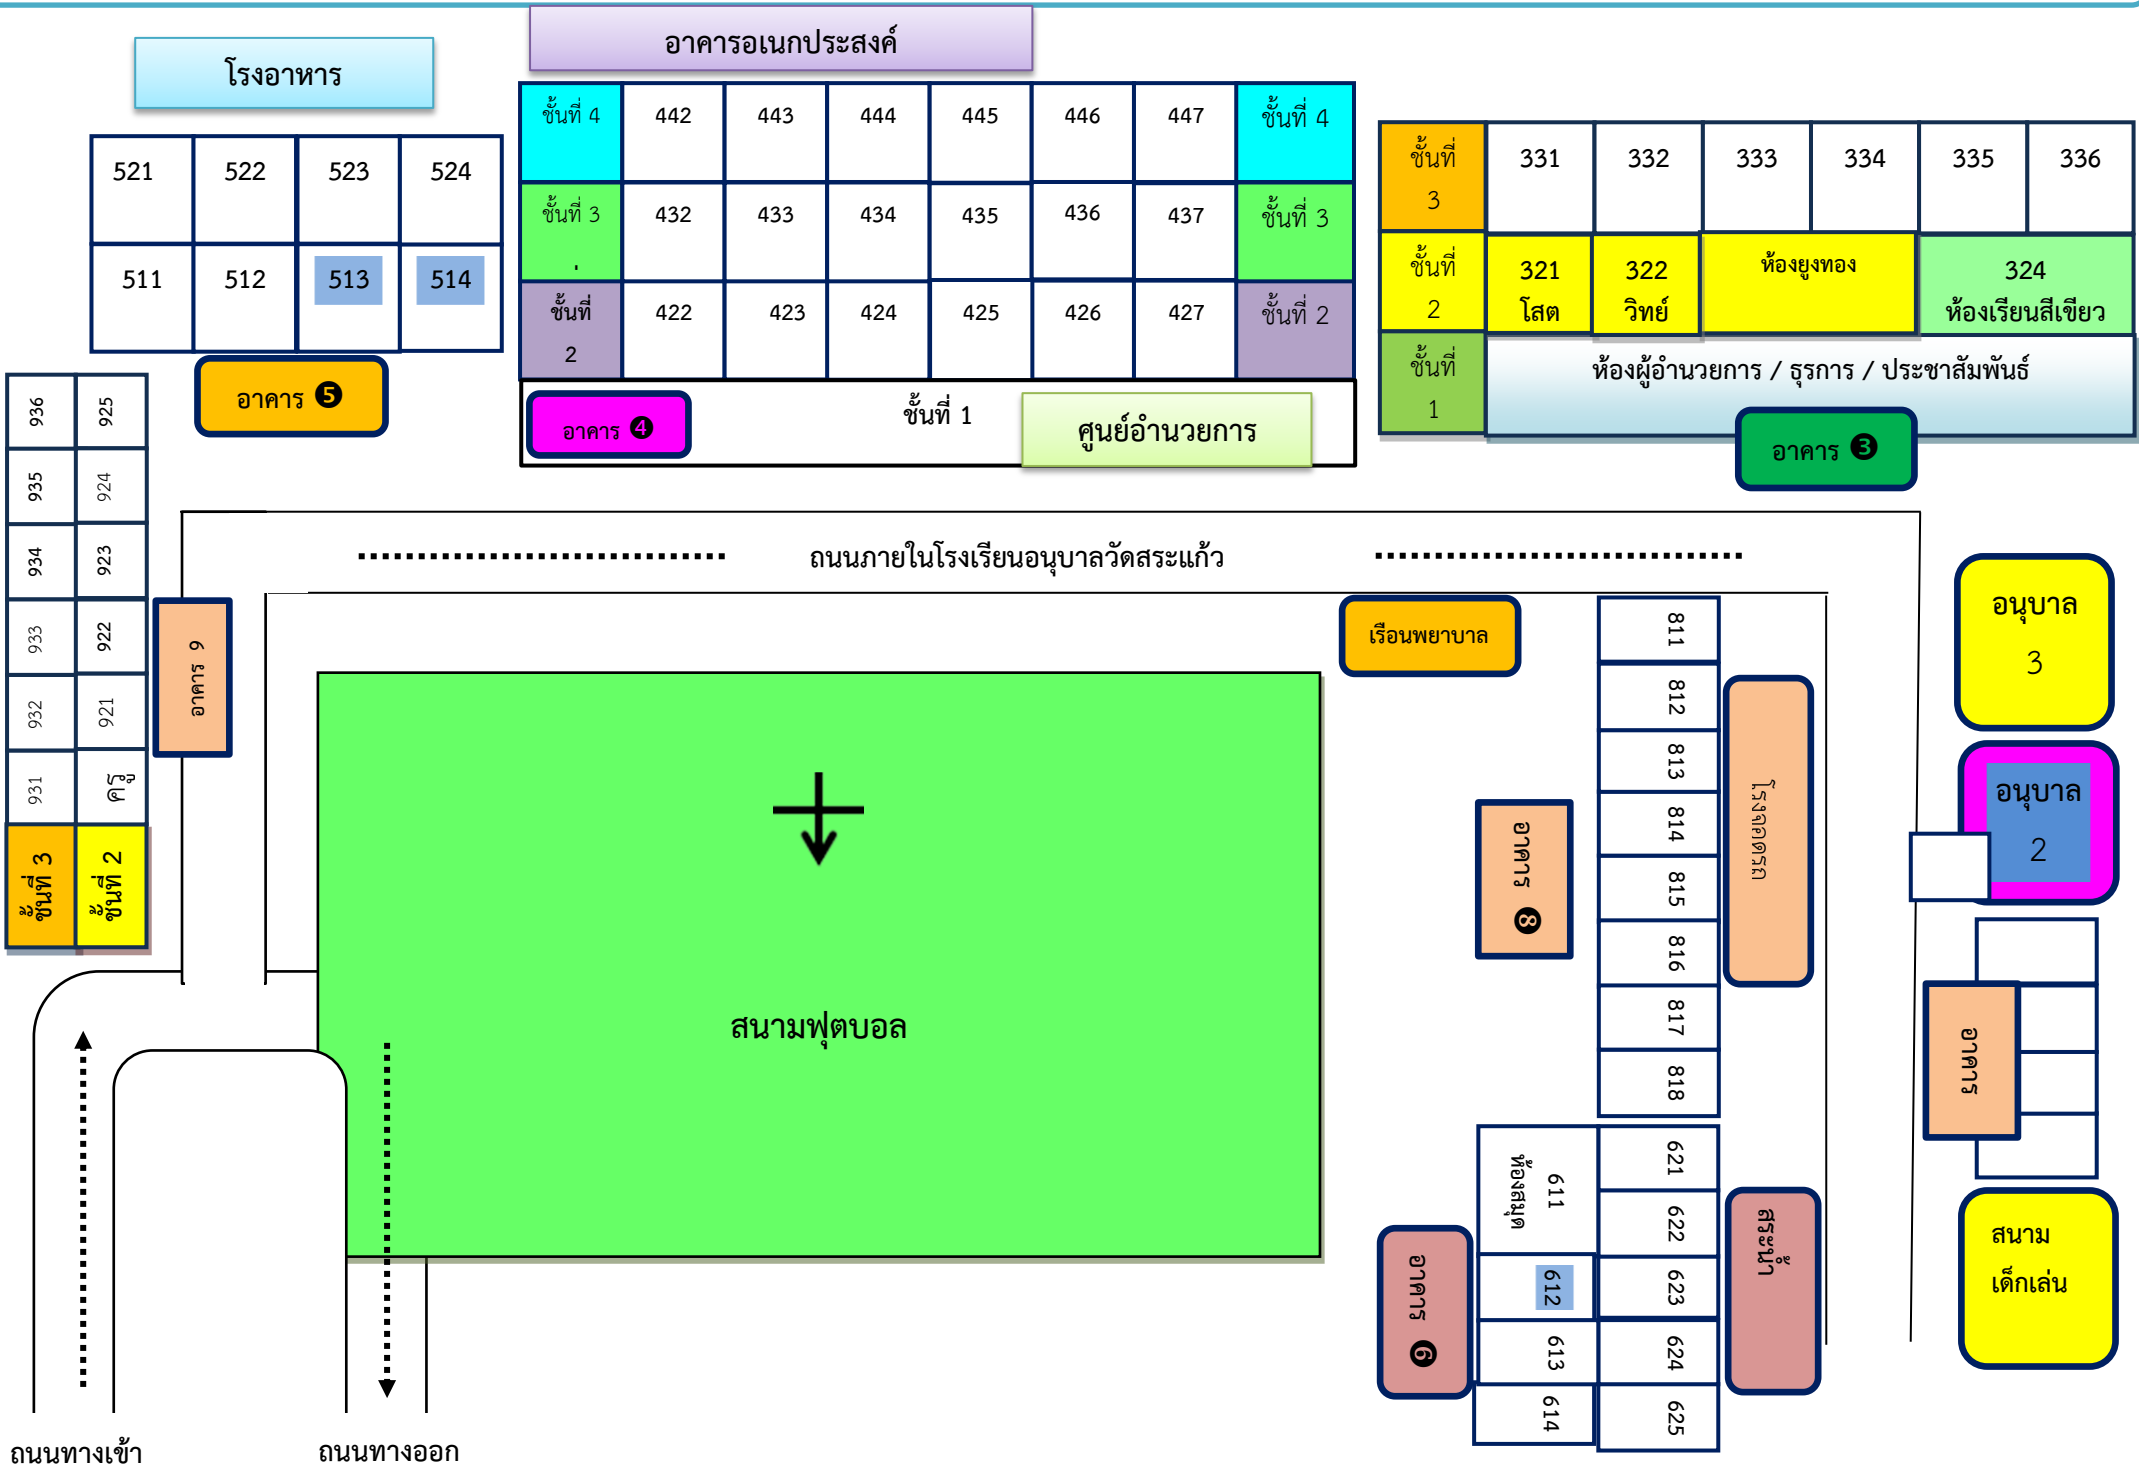 อาคารอเนกประสงค์
โรงอาหาร
521 522 523 524
511 512 513 514
อาคาร ❺
ชั้นที่ 4 442 443 444 445 446 447 ชั้นที่ 4
ชั้นที่ 3 432 433 434 435 436 437 ชั้นที่ 3
ชั้นที่ 2 422 423 424 425 426 427 ชั้นที่ 2
อาคาร ❹ ชั้นที่ 1 ศูนย์อำนวยการ
ชั้นที่ 3 331 332 333 334 335 336
ชั้นที่ 2 321 โสต 322 วิทย์ ห้องยูงทอง 324 ห้องเรียนสีเขียว
ชั้นที่ 1 ห้องผู้อำนวยการ / ธุรการ / ประชาสัมพันธ์
อาคาร ❸
936 925
935 924
934 923
933 922
932 921
931 ครู
ชั้นที่ 3 ชั้นที่ 2
อาคาร 9
ถนนภายในโรงเรียนอนุบาลวัดสระแก้ว
เรือนพยาบาล
สนามฟุตบอล
811
812
813
814
815
816
817
818
อาคาร ❽
โรงจอดรถ
อนุบาล
3
อนุบาล
2
อาคาร
611
ห้องสมุด
612
613
614
621
622
623
624
625
อาคาร ❻
สระน้ำ
สนาม
เด็กเล่น
ถนนทางเข้า
ถนนทางออก